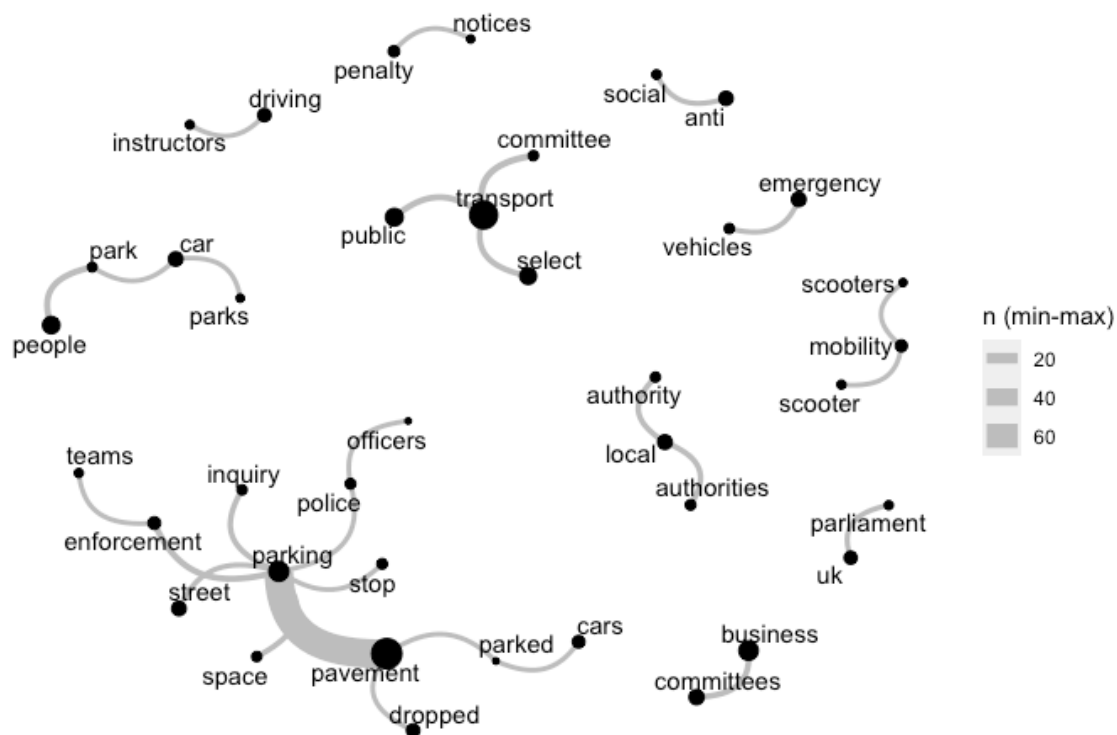 notices
penalty
driving
instructors
social
anti
committee
transport
public
select
emergency
vehicles
park
car
parks
people
scooters
mobility
scooter
n (min-max)
20
40
60
authority
local
authorities
officers
teams
inquiry
police
enforcement
parking
street
stop
space
pavement
parked
cars
dropped
parliament
uk
business
committees